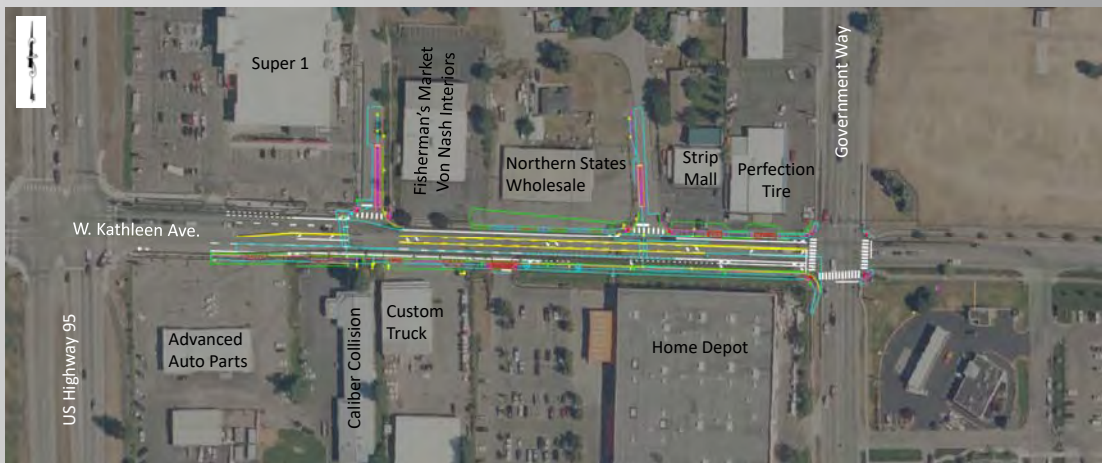 Super 1
Fisherman's Market
Von Nash Interiors
Northern States
Wholesale
Strip
Mall
Perfection
Tire
Government Way
W. Kathleen Ave.
US Highway 95
Advanced
Auto Parts
Caliber Collision
Custom
Truck
Home Depot